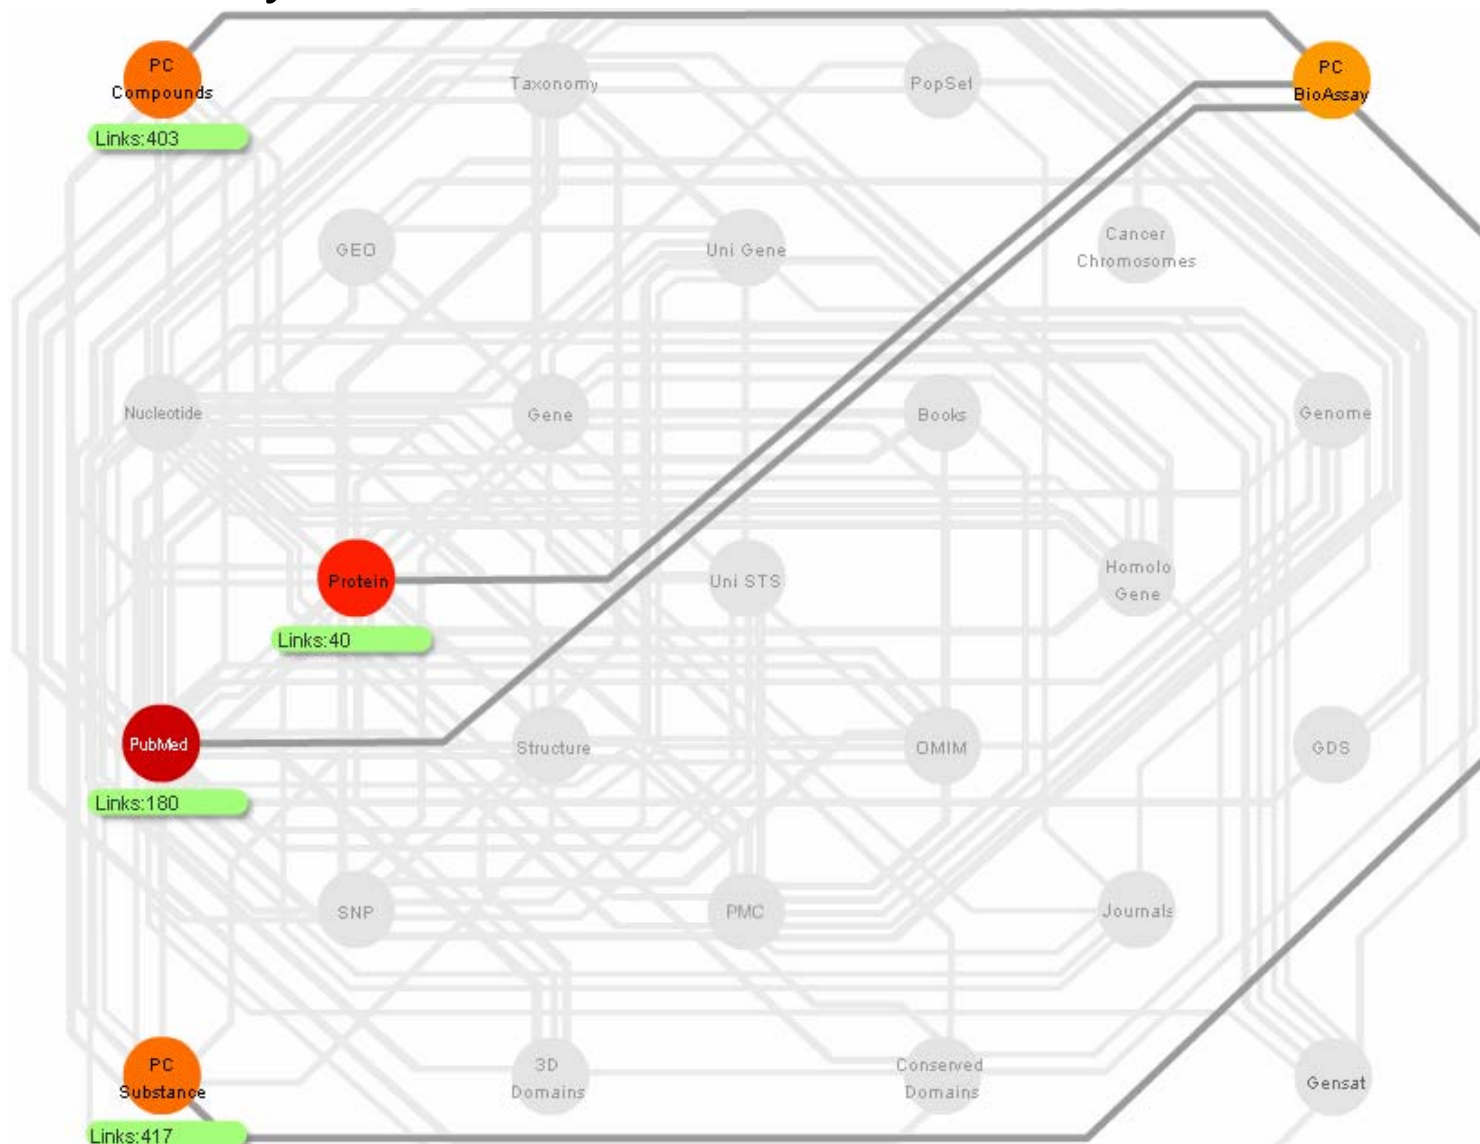 PC
Compounds
Links:403
Taxonomy
PopSet
PC
BioAssay
GEO
Uni Gene
Cancer
Chromosomes
Nucleotide
Gene
Books
Genome
Protein
Links:40
Uni STS
Homolo
Gene
PubMed
Links:180
Structure
OMIM
GDS
SNP
PMC
Journals
PC
Substance
Links:417
3D
Domains
Conserved
Domains
Gensat